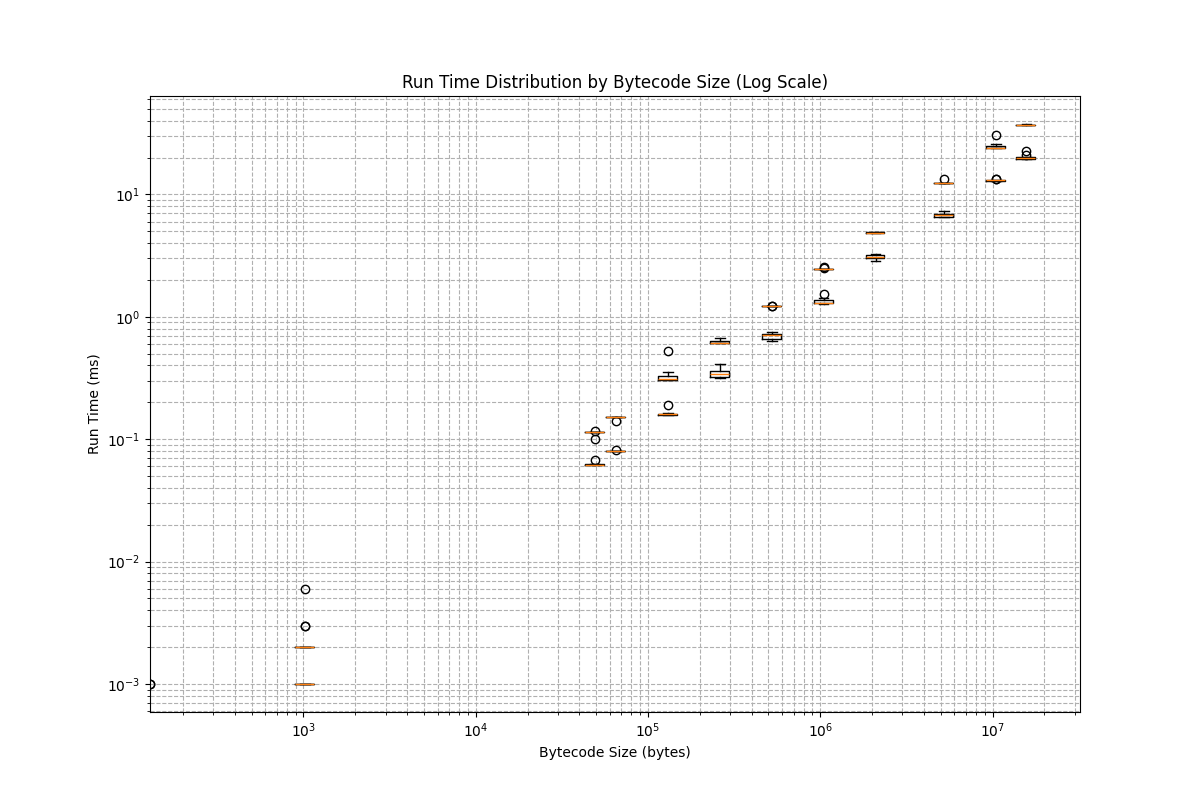 Run Time Distribution by Bytecode Size (Log Scale)
Run Time (ms)
10¹
10⁰
10⁻¹
10⁻²
10⁻³
10³ 10⁴ 10⁵ 10⁶ 10⁷
Bytecode Size (bytes)